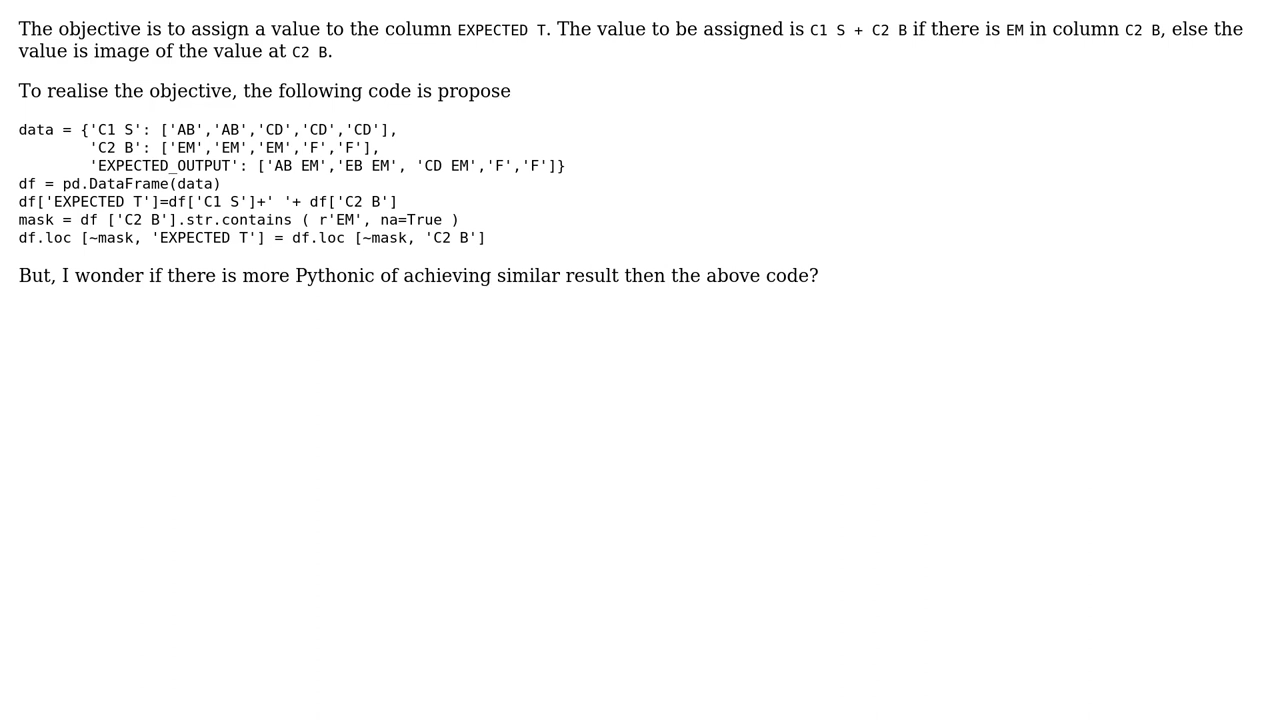 The objective is to assign a value to the column EXPECTED T. The value to be assigned is C1 S + C2 B if there is EM in column C2 B, else the
value is image of the value at C2 B.
To realise the objective, the following code is propose
data = {'C1 S': ['AB','AB','CD','CD','CD'],
        'C2 B': ['EM','EM','EM','F','F'],
        'EXPECTED_OUTPUT': ['AB EM','EB EM', 'CD EM','F','F']}
df = pd.DataFrame(data)
df['EXPECTED T']=df['C1 S']+' '+ df['C2 B']
mask = df ['C2 B'].str.contains ( r'EM', na=True )
df.loc [~mask, 'EXPECTED T'] = df.loc [~mask, 'C2 B']
But, I wonder if there is more Pythonic of achieving similar result then the above code?